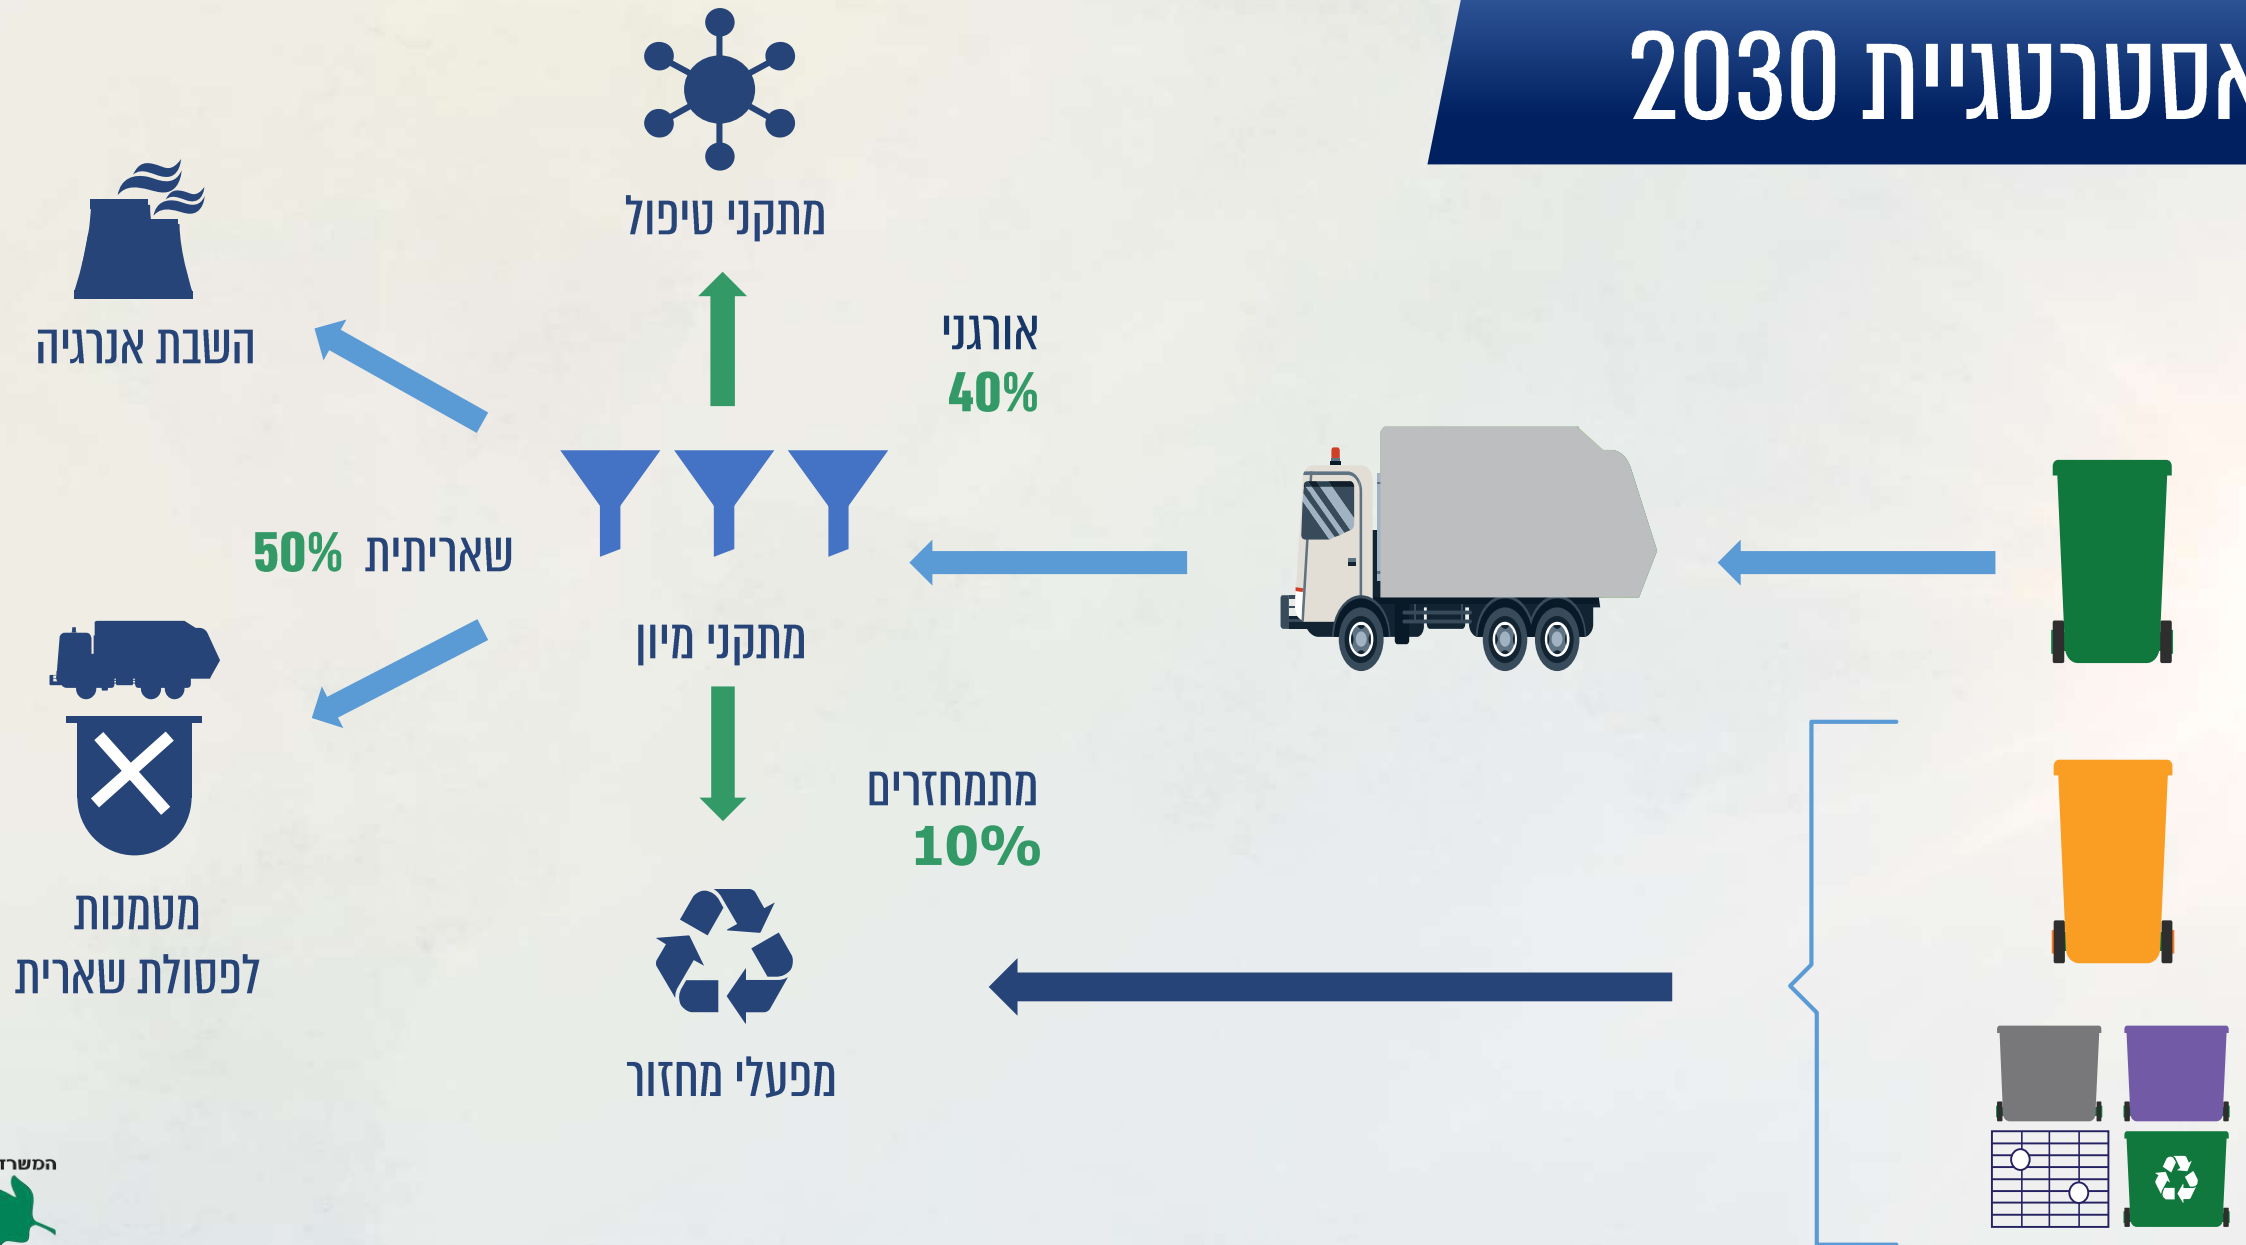 אסטרטגיית 2030
מתקני טיפול
השבת אנרגיה
אורגני
40%
שאריתית 50%
מתקני מיון
מתמחזרים
10%
מטמנות
לפסולת שארית
מפעלי מחזור
המשרד